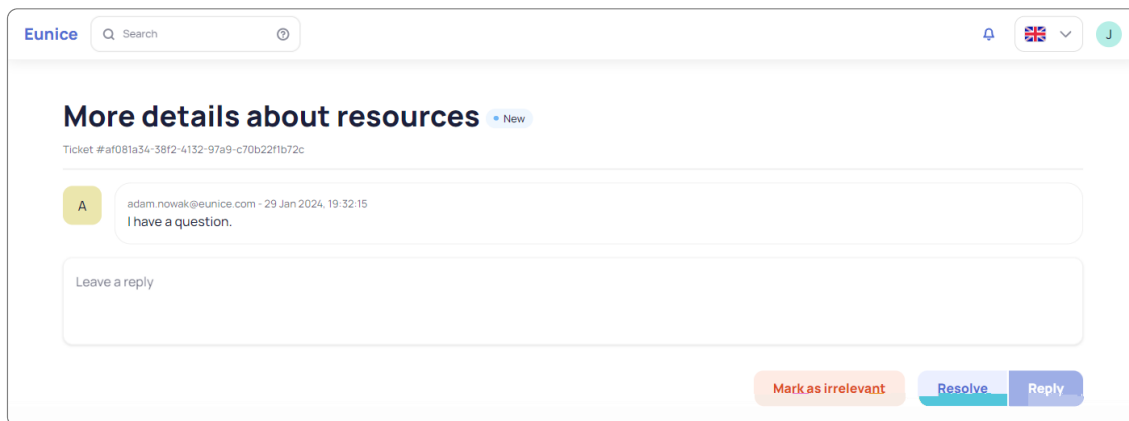 Eunice
Search
J
More details about resources
New
Ticket #af081a34-38f2-4132-97a9-c70b22f1b72c
A
adam.nowak@eunice.com - 29 Jan 2024, 19:32:15
I have a question.
Leave a reply
Mark as irrelevant
Resolve
Reply